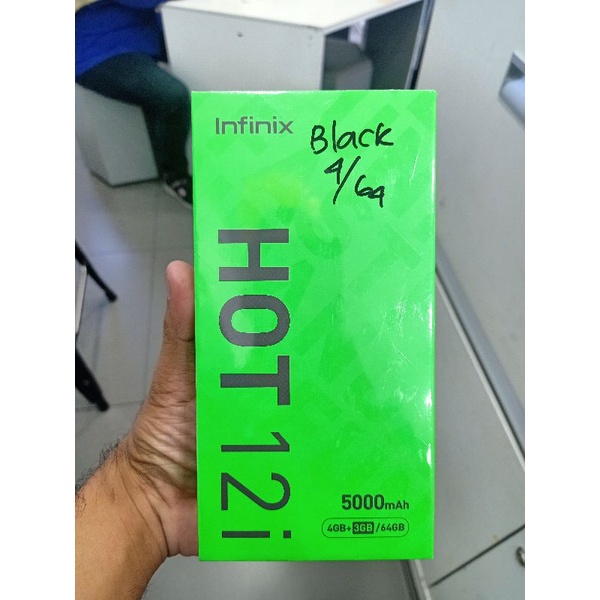 Infinix
Black
4/64
HOT 12i
5000mAh
4GB+3GB/64GB